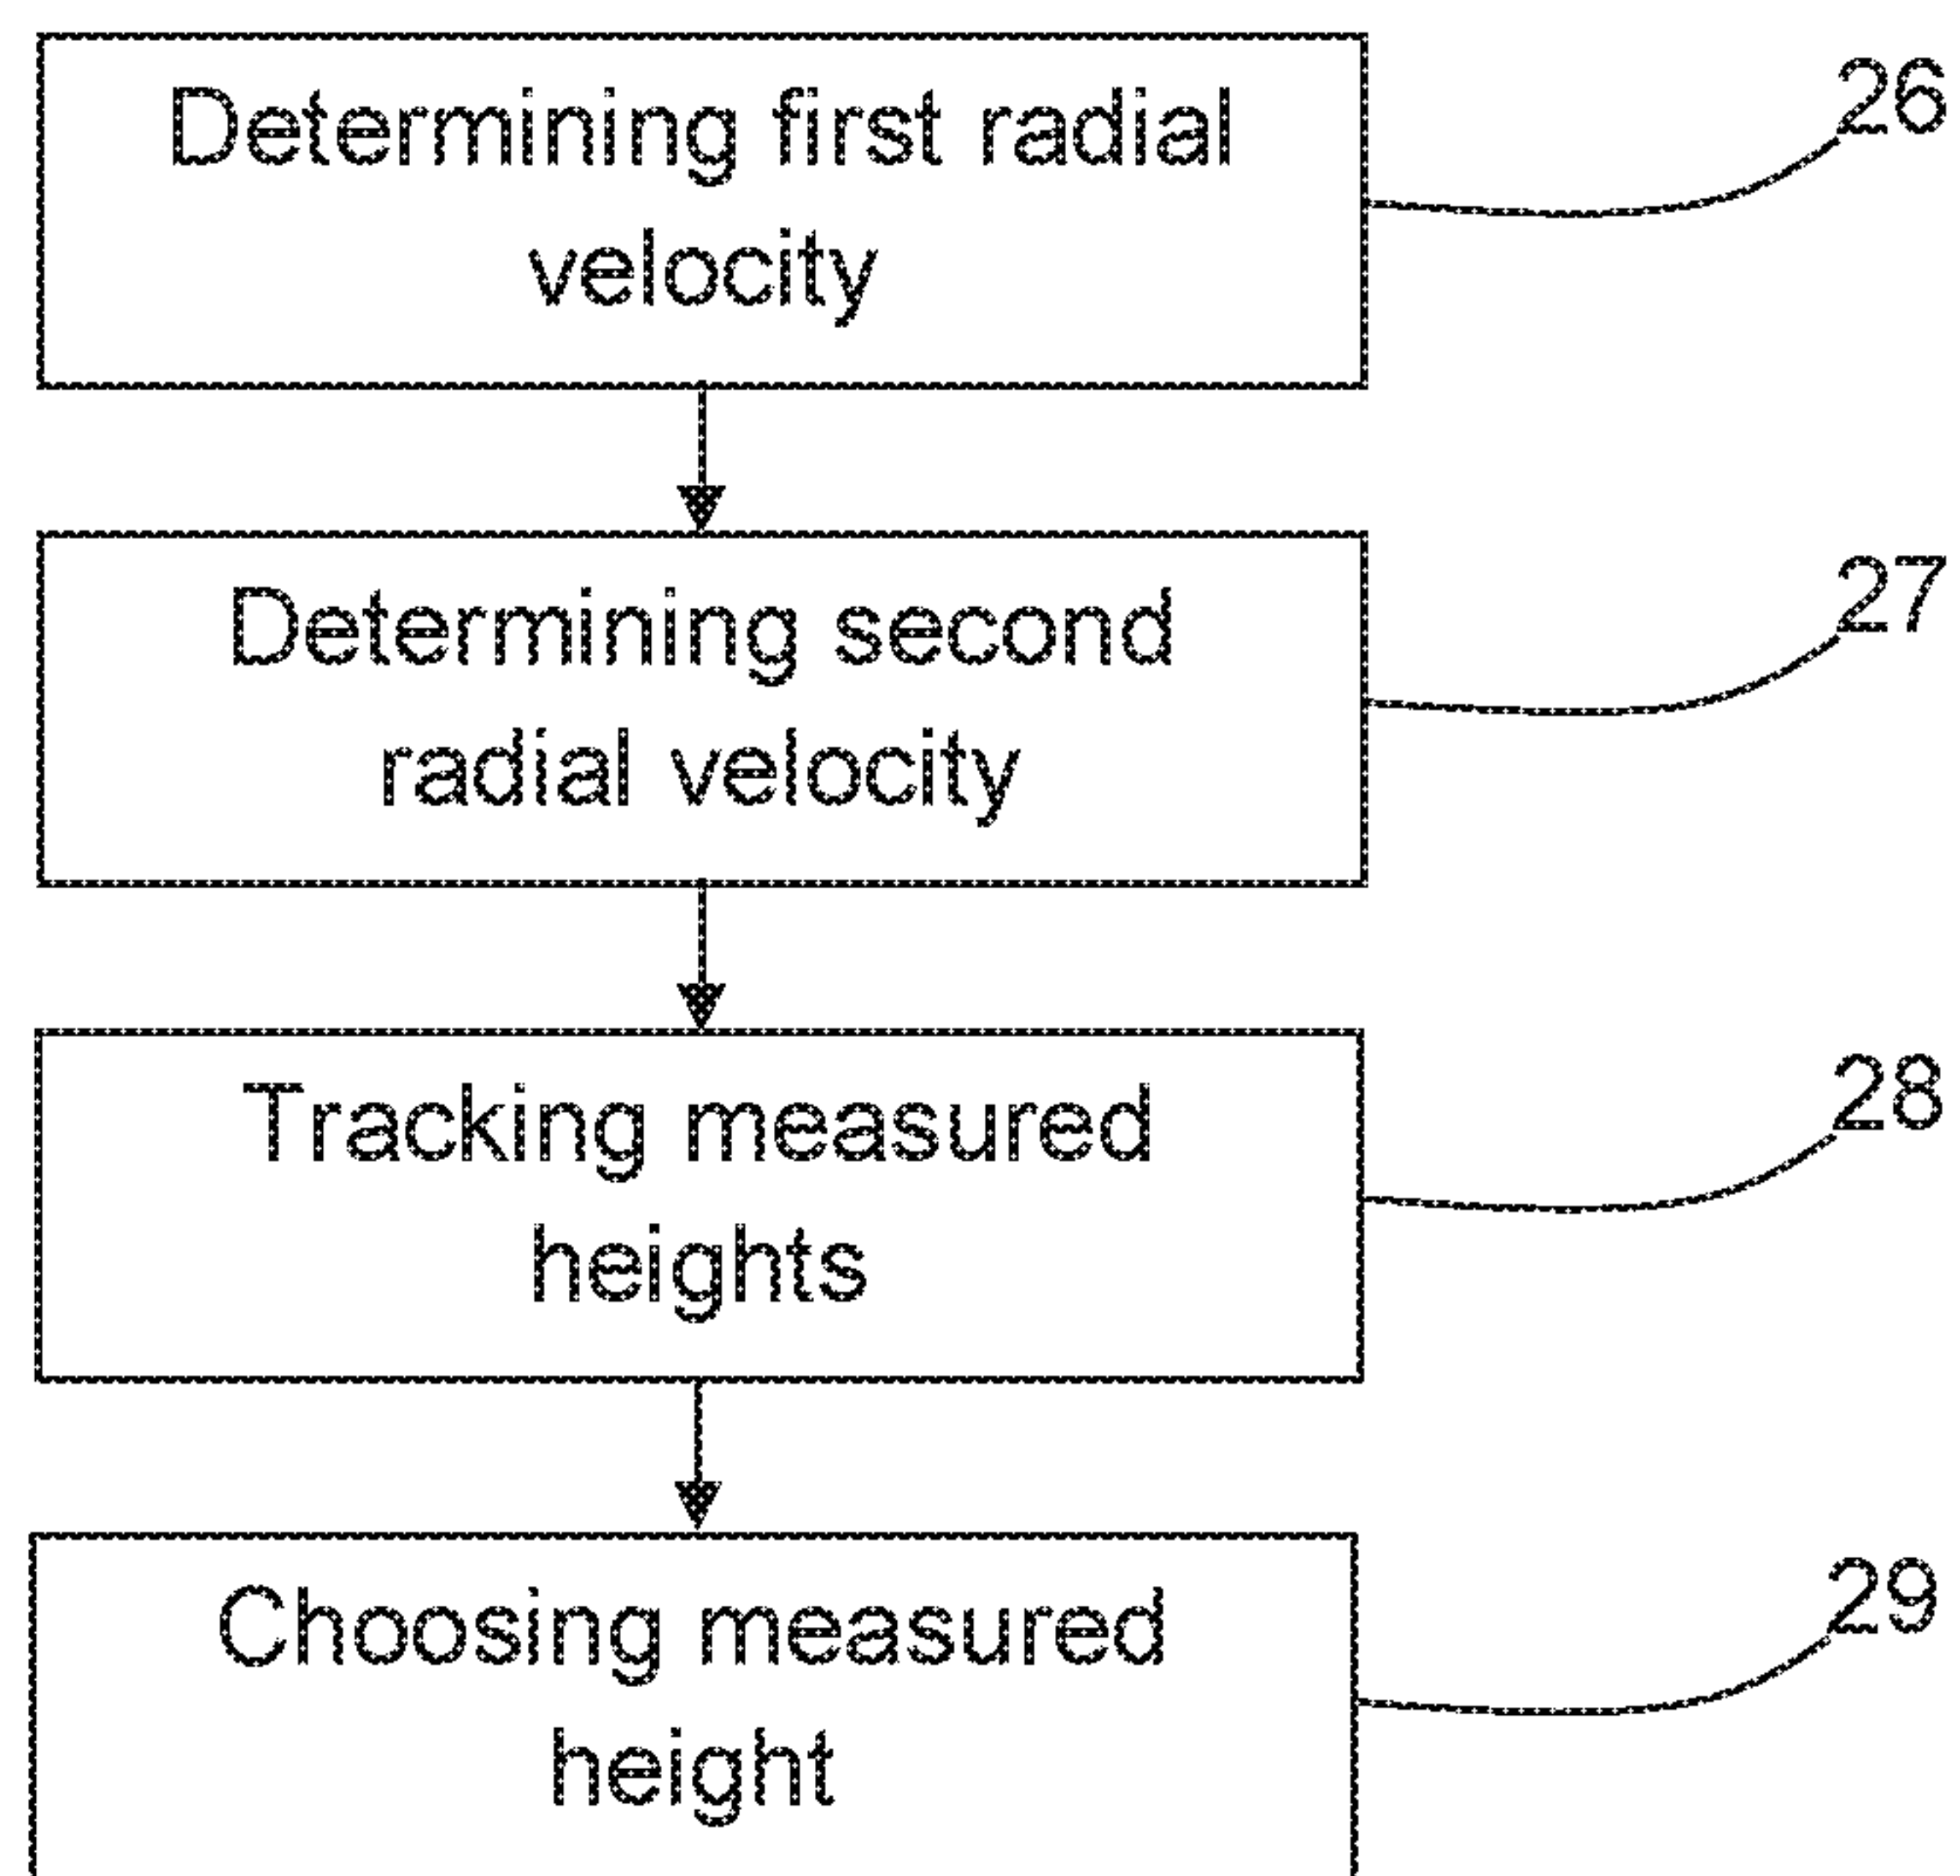 Determining first radial
velocity
26
Determining second
radial velocity
27
Tracking measured
heights
28
Choosing measured
height
29